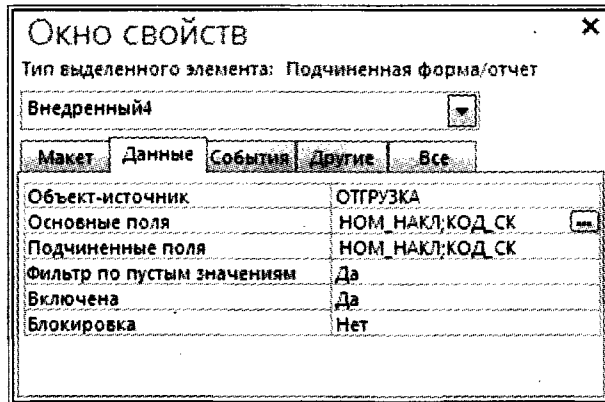 Окно свойств ×
Тип выделенного элемента: Подчиненная форма/отчет
Внедренный4
Макет Данные События Другие Все
Объект-источник ОТГРУЗКА
Основные поля НОМ_НАКЛ;КОД_СК ...
Подчиненные поля НОМ_НАКЛ;КОД_СК
Фильтр по пустым значениям Да
Включена Да
Блокировка Нет